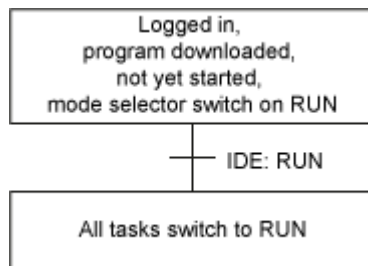 Logged in,
program downloaded,
not yet started,
mode selector switch on RUN
IDE: RUN
All tasks switch to RUN